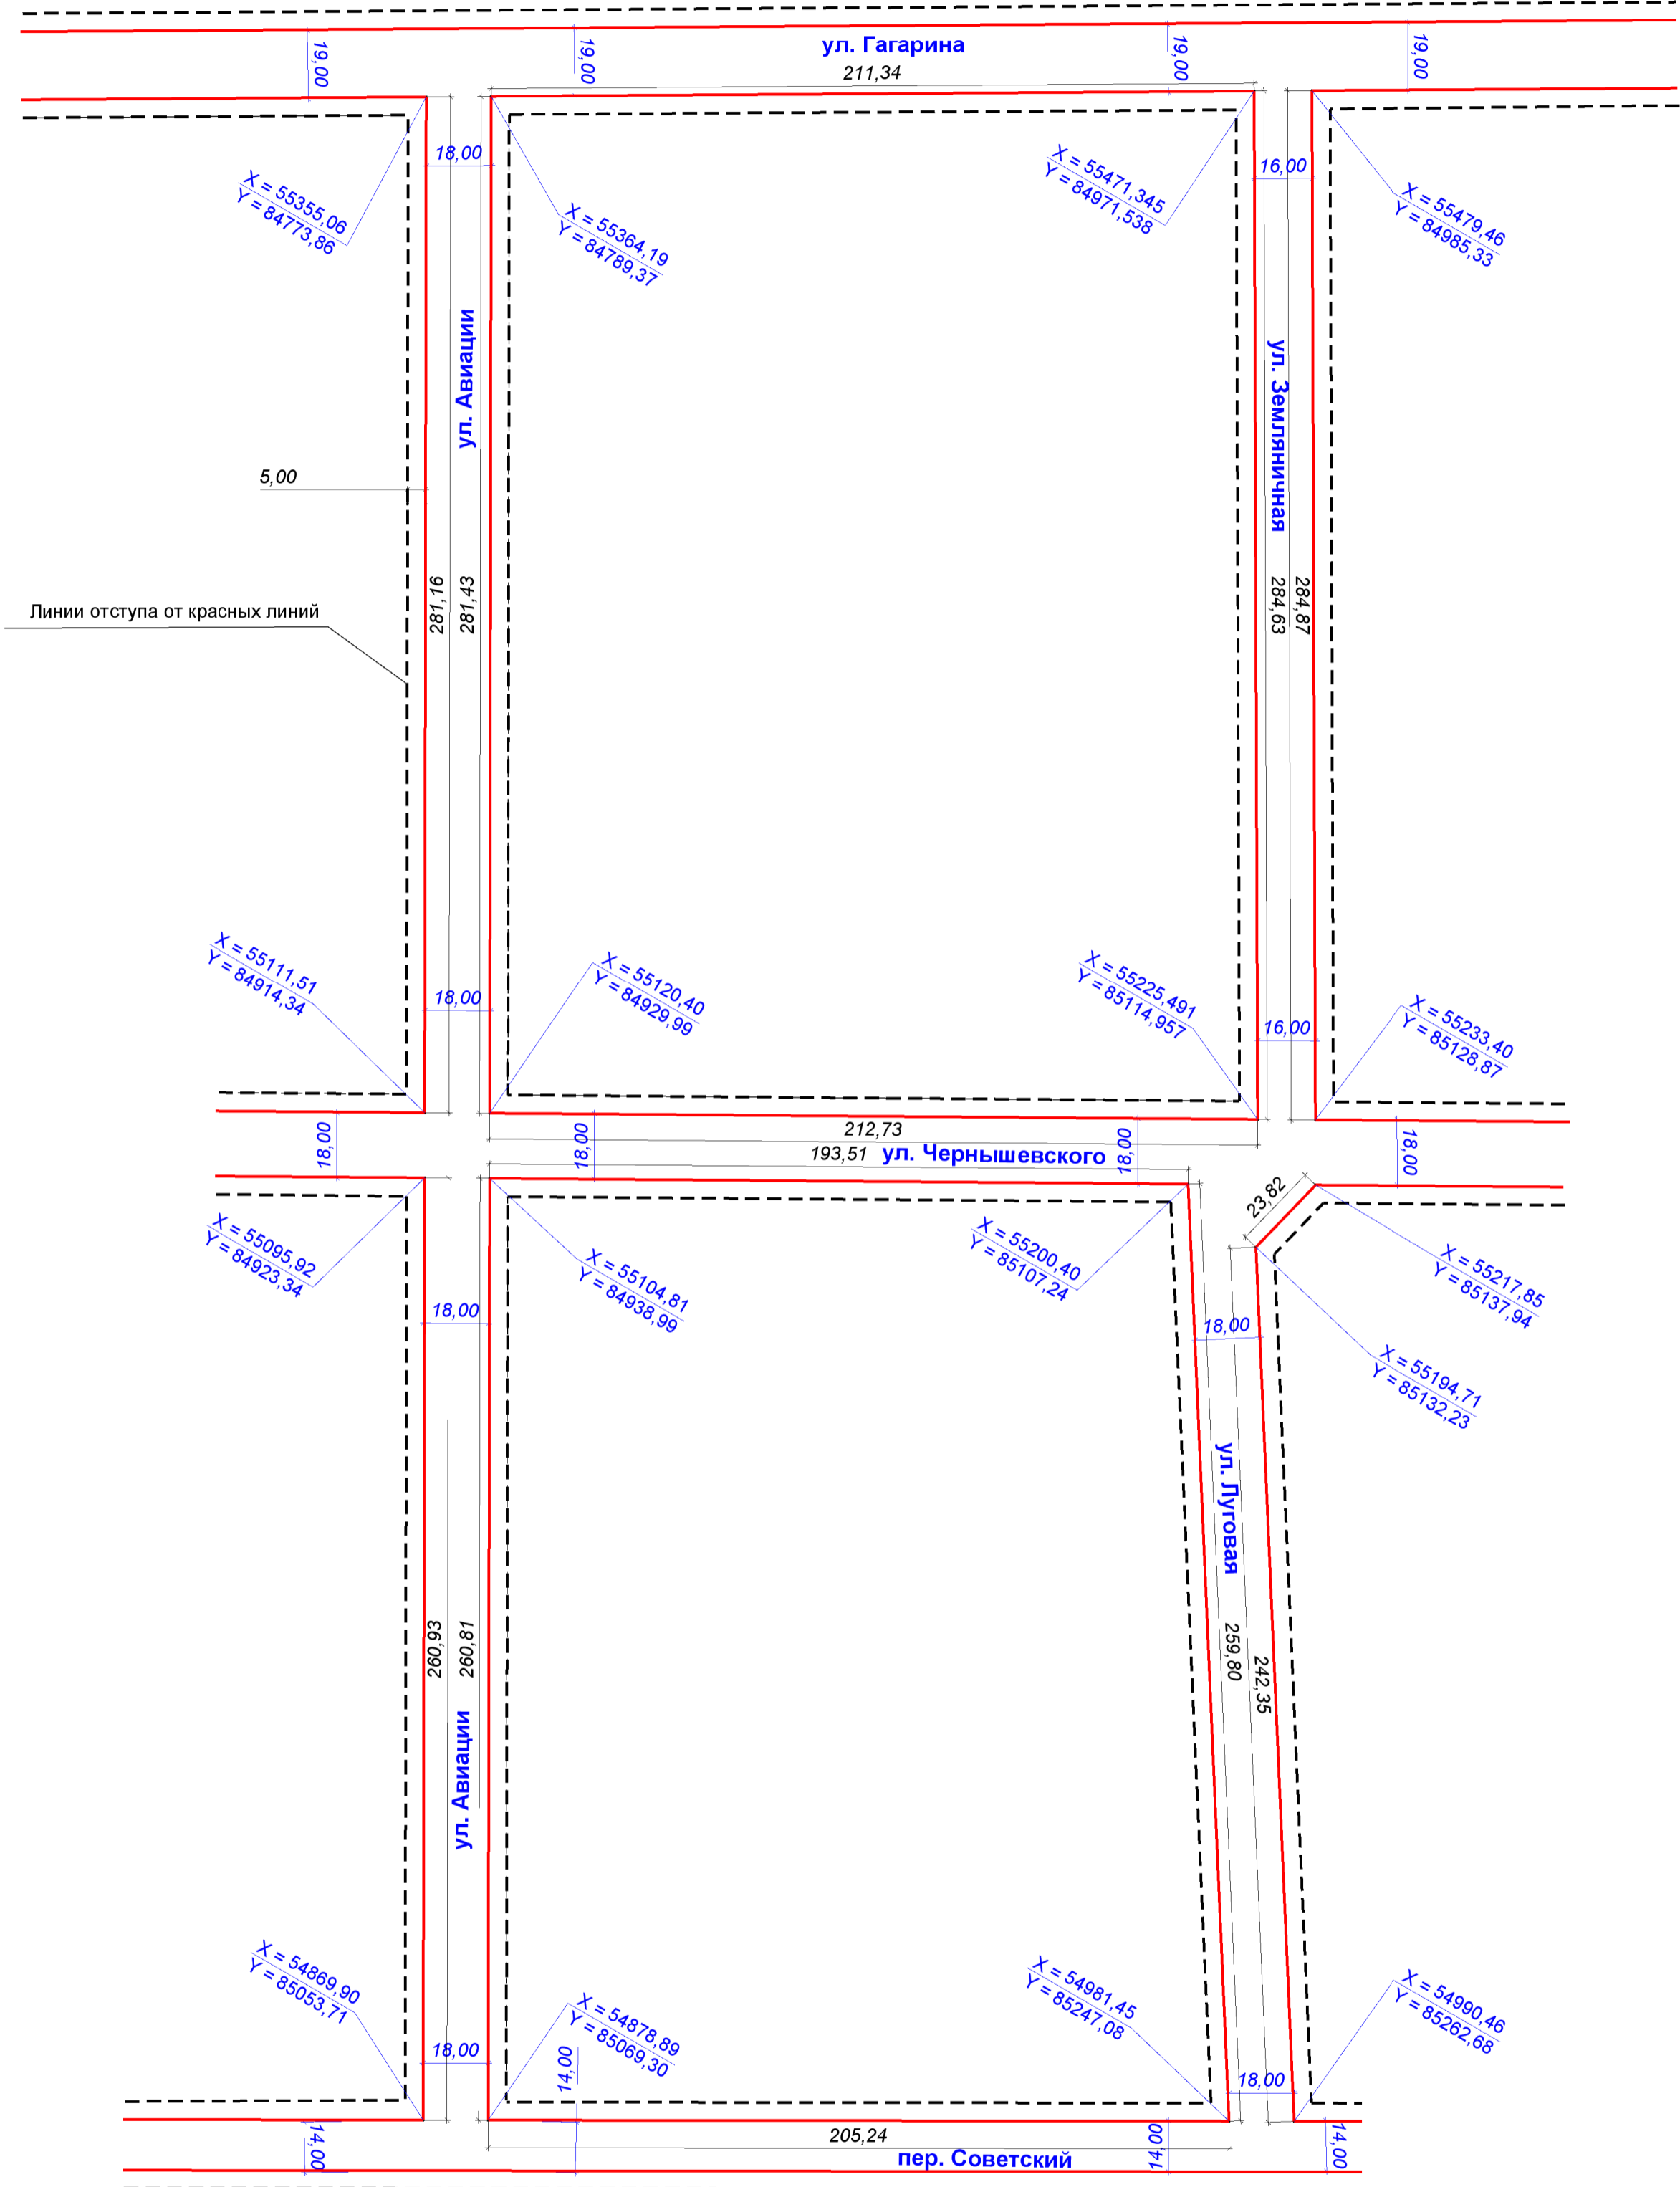 ул. Гагарина
211,34
19,00
19,00
19,00
19,00
18,00
16,00
X = 55355,06
Y = 84773,86
X = 55364,19
Y = 84789,37
X = 55471,345
Y = 84971,538
X = 55479,46
Y = 84985,33
ул. Авиации
ул. Земляничная
5,00
281,16
281,43
284,63
284,87
Линии отступа от красных линий
X = 55111,51
Y = 84914,34
X = 55120,40
Y = 84929,99
X = 55225,491
Y = 85114,957
X = 55233,40
Y = 85128,87
18,00
16,00
18,00
18,00
18,00
18,00
212,73
193,51 ул. Чернышевского
23,82
X = 55095,92
Y = 84923,34
X = 55104,81
Y = 84938,99
X = 55200,40
Y = 85107,24
X = 55217,85
Y = 85137,94
X = 55194,71
Y = 85132,23
18,00
18,00
ул. Луговая
260,93
260,81
259,80
242,35
ул. Авиации
X = 54869,90
Y = 85053,71
X = 54878,89
Y = 85069,30
X = 54981,45
Y = 85247,08
X = 54990,46
Y = 85262,68
18,00
14,00
18,00
14,00
14,00
14,00
205,24
пер. Советский